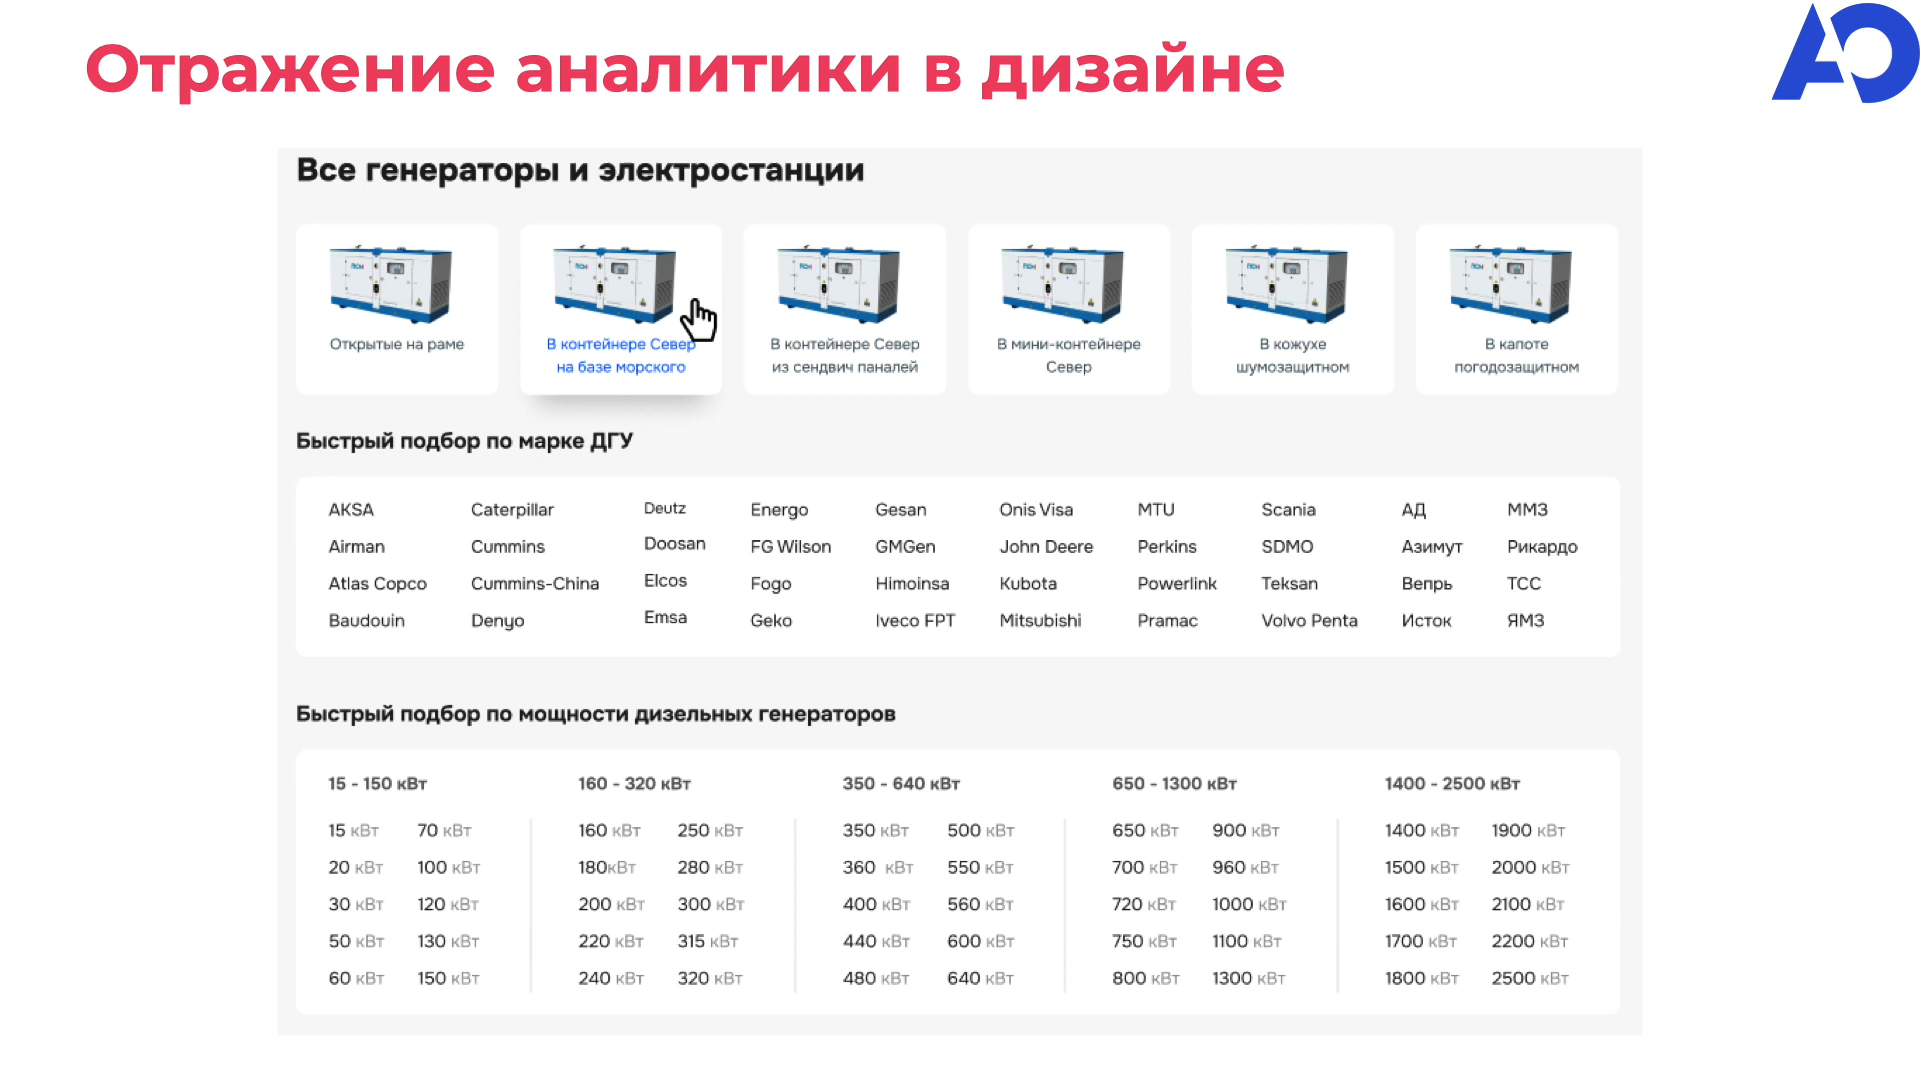 Отражение аналитики в дизайне
Все генераторы и электростанции
Открытые на раме
В контейнере Север
на базе морского
В контейнере Север
из сендвич паналей
В мини-контейнере
Север
В кожухе
шумозащитном
В капоте
погодозащитном
Быстрый подбор по марке ДГУ
AKSA Caterpillar Deutz Energo Gesan Onis Visa MTU Scania АД ММЗ
Airman Cummins Doosan FG Wilson GMGen John Deere Perkins SDMO Азимут Рикардо
Atlas Copco Cummins-China Elcos Fogo Himoinsa Kubota Powerlink Teksan Вепрь ТСС
Baudouin Denyo Emsa Geko Iveco FPT Mitsubishi Pramac Volvo Penta Исток ЯМЗ
Быстрый подбор по мощности дизельных генераторов
15 - 150 кВт 160 - 320 кВт 350 - 640 кВт 650 - 1300 кВт 1400 - 2500 кВт
15 кВт 70 кВт 160 кВт 250 кВт 350 кВт 500 кВт 650 кВт 900 кВт 1400 кВт 1900 кВт
20 кВт 100 кВт 180кВт 280 кВт 360 кВт 550 кВт 700 кВт 960 кВт 1500 кВт 2000 кВт
30 кВт 120 кВт 200 кВт 300 кВт 400 кВт 560 кВт 720 кВт 1000 кВт 1600 кВт 2100 кВт
50 кВт 130 кВт 220 кВт 315 кВт 440 кВт 600 кВт 750 кВт 1100 кВт 1700 кВт 2200 кВт
60 кВт 150 кВт 240 кВт 320 кВт 480 кВт 640 кВт 800 кВт 1300 кВт 1800 кВт 2500 кВт